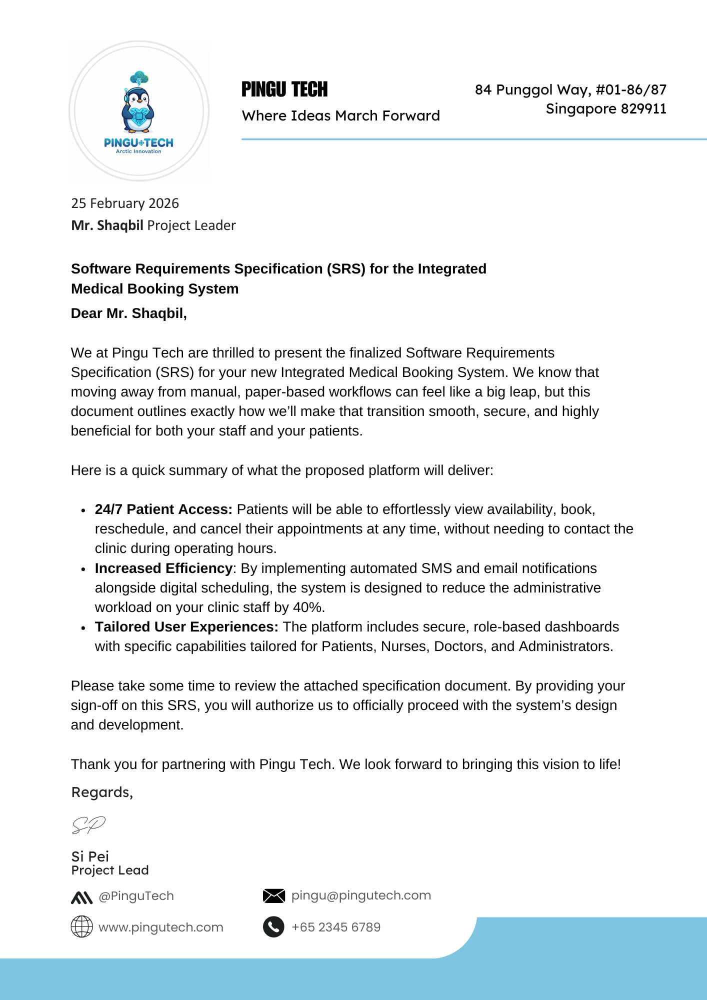 PINGU TECH
Arctic Innovation
PINGU TECH
Where Ideas March Forward
84 Punggol Way, #01-86/87
Singapore 829911
25 February 2026
Mr. Shaqbil Project Leader
Software Requirements Specification (SRS) for the Integrated
Medical Booking System
Dear Mr. Shaqbil,
We at Pingu Tech are thrilled to present the finalized Software Requirements
Specification (SRS) for your new Integrated Medical Booking System. We know that
moving away from manual, paper-based workflows can feel like a big leap, but this
document outlines exactly how we’ll make that transition smooth, secure, and highly
beneficial for both your staff and your patients.
Here is a quick summary of what the proposed platform will deliver:
• 24/7 Patient Access: Patients will be able to effortlessly view availability, book,
reschedule, and cancel their appointments at any time, without needing to contact the
clinic during operating hours.
• Increased Efficiency: By implementing automated SMS and email notifications
alongside digital scheduling, the system is designed to reduce the administrative
workload on your clinic staff by 40%.
• Tailored User Experiences: The platform includes secure, role-based dashboards
with specific capabilities tailored for Patients, Nurses, Doctors, and Administrators.
Please take some time to review the attached specification document. By providing your
sign-off on this SRS, you will authorize us to officially proceed with the system’s design
and development.
Thank you for partnering with Pingu Tech. We look forward to bringing this vision to life!
Regards,
SP
Si Pei
Project Lead
@PinguTech
pingu@pingutech.com
www.pingutech.com
+65 2345 6789